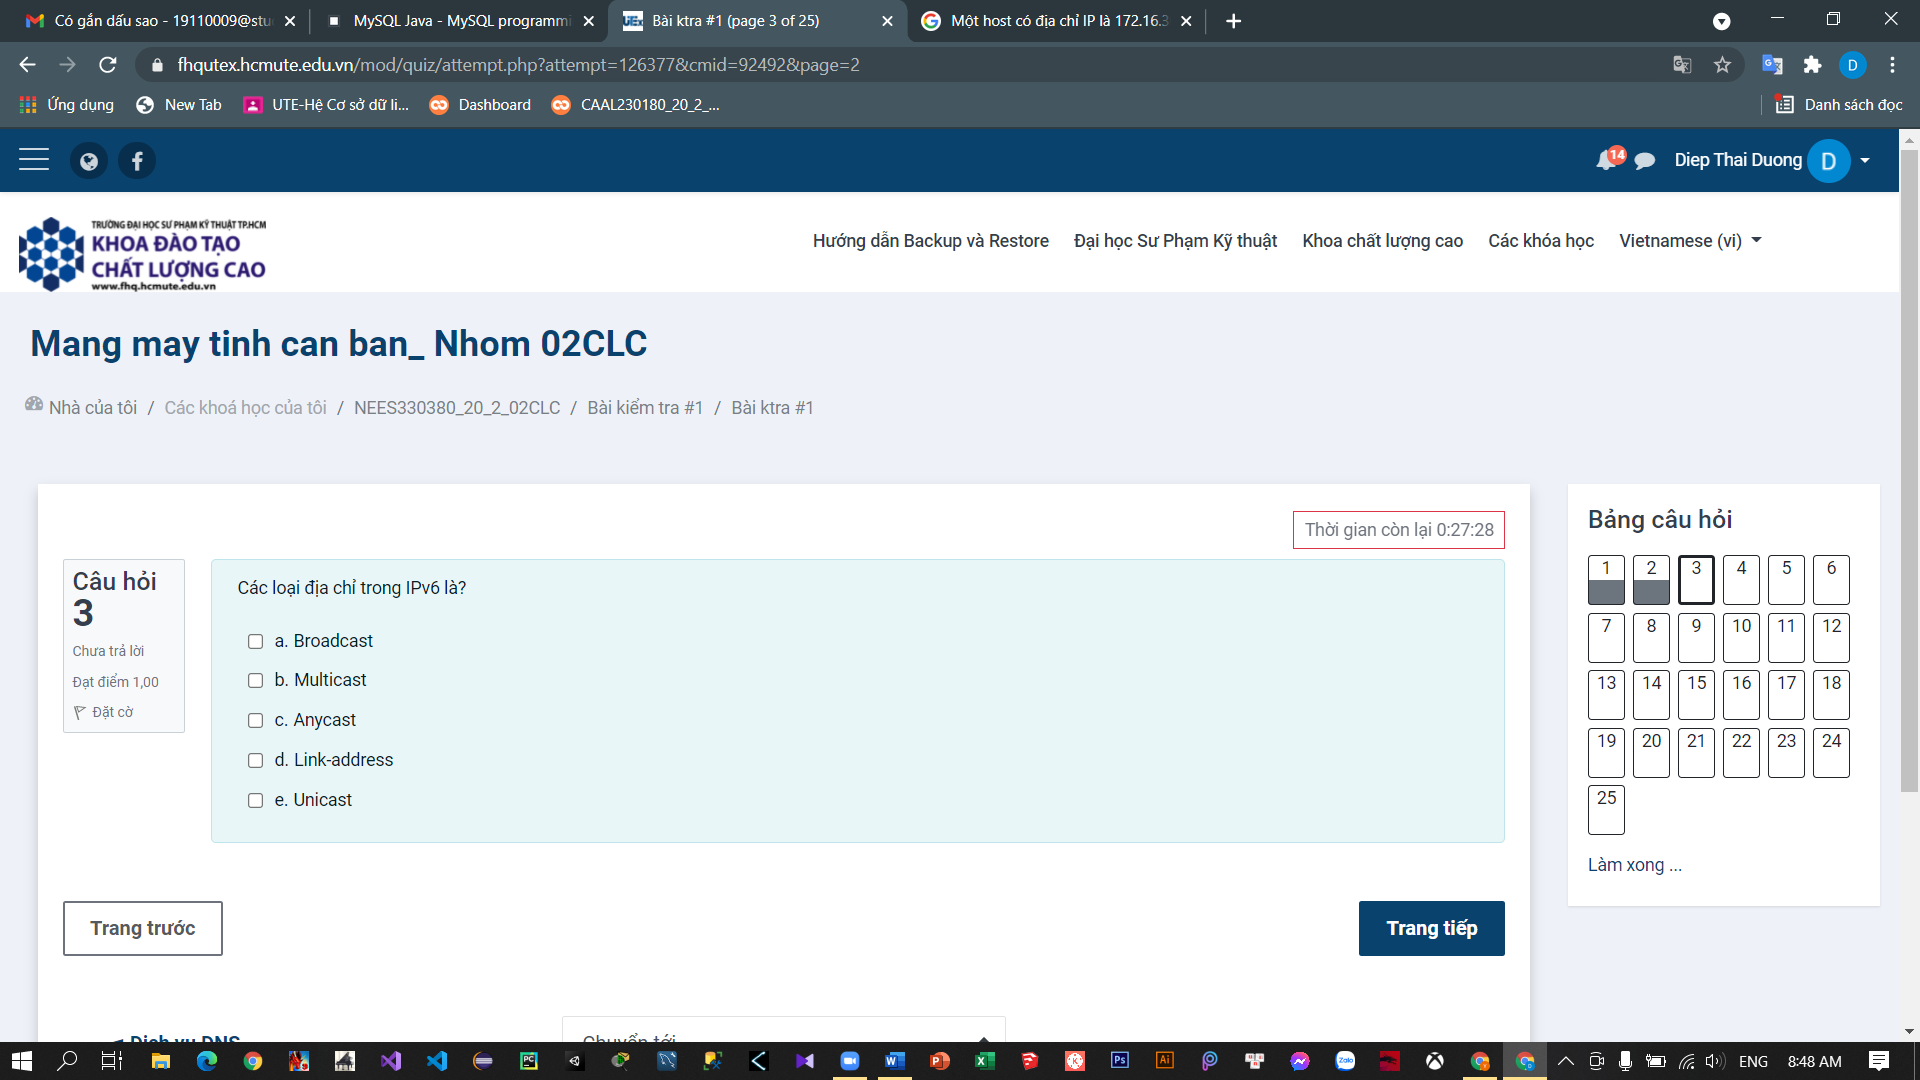 Có gắn dấu sao - 19110009@stu
MySQL Java - MySQL programmi
Bài ktra #1 (page 3 of 25)
Một host có địa chỉ IP là 172.16.3
fhqutex.hcmute.edu.vn/mod/quiz/attempt.php?attempt=126377&cmid=92492&page=2
D
Ứng dụng
New Tab
UTE-Hệ Cơ sở dữ li...
Dashboard
CAAL230180_20_2_...
Danh sách đọc
14
Diep Thai Duong
D
TRƯỜNG ĐẠI HỌC SƯ PHẠM KỸ THUẬT TP.HCM
KHOA ĐÀO TẠO
CHẤT LƯỢNG CAO
www.fhq.hcmute.edu.vn
Hướng dẫn Backup và Restore
Đại học Sư Phạm Kỹ thuật
Khoa chất lượng cao
Các khóa học
Vietnamese (vi)
Mang may tinh can ban_ Nhom 02CLC
Nhà của tôi / Các khoá học của tôi / NEES330380_20_2_02CLC / Bài kiểm tra #1 / Bài ktra #1
Thời gian còn lại 0:27:28
Câu hỏi
3
Chưa trả lời
Đạt điểm 1,00
Đặt cờ
Các loại địa chỉ trong IPv6 là?
a. Broadcast
b. Multicast
c. Anycast
d. Link-address
e. Unicast
Trang trước
Trang tiếp
Bảng câu hỏi
1 2 3 4 5 6
7 8 9 10 11 12
13 14 15 16 17 18
19 20 21 22 23 24
25
Làm xong ...
Dịch vụ DNS
Chuyển tới
ENG
8:48 AM